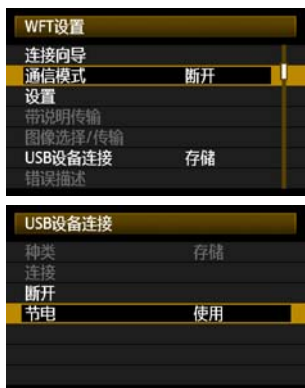 WFT设置
连接向导
通信模式 断开
设置
带说明传输
图像选择/传输
USB设备连接 存储
错误描述
USB设备连接
种类 存储
连接
断开
节电 使用